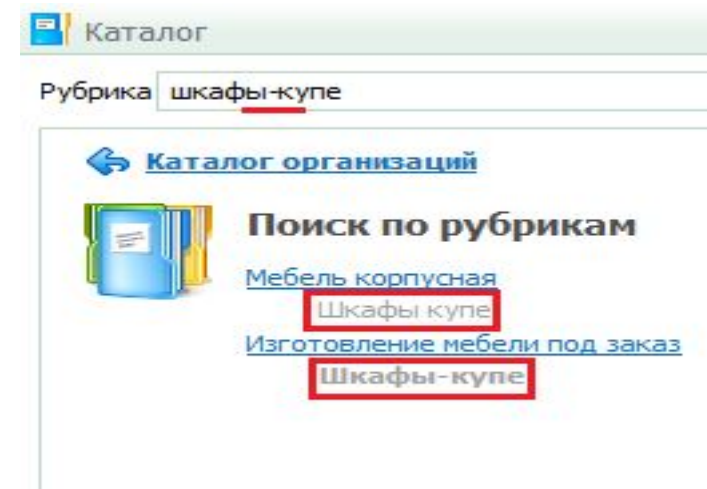 Каталог
Рубрика шкафы-купе
Каталог организаций
Поиск по рубрикам
Мебель корпусная
Шкафы купе
Изготовление мебели под заказ
Шкафы-купе